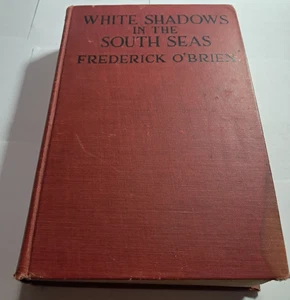 WHITE SHADOWS
IN THE
SOUTH SEAS
FREDERICK O'BRIEN